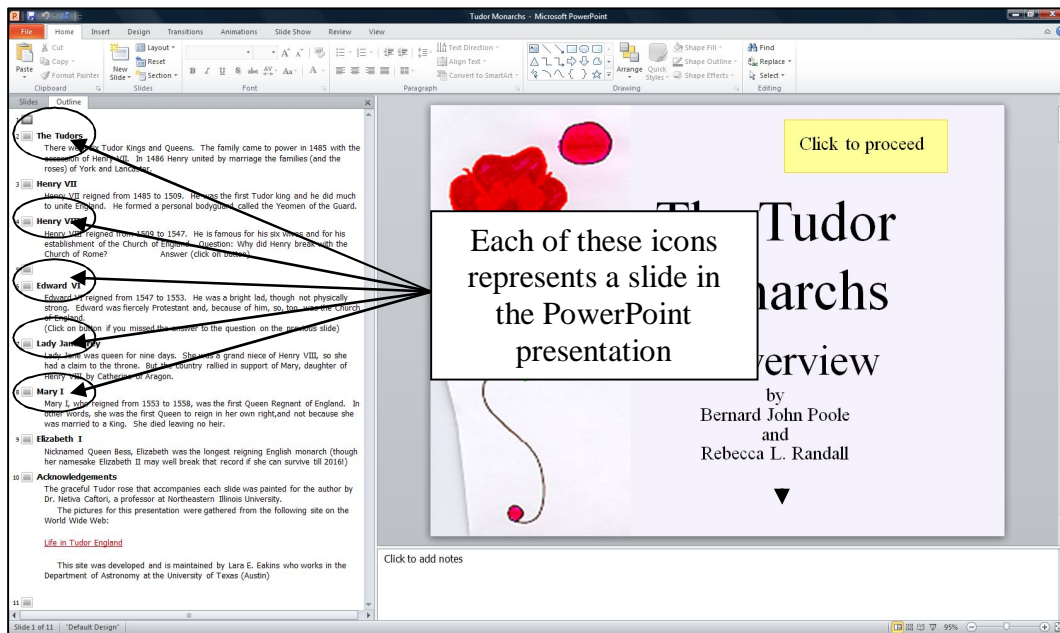 Tudor Monarchs - Microsoft PowerPoint
File Home Insert Design Transitions Animations Slide Show Review View
Paste
Cut
Copy
Format Painter
Clipboard
New Slide
Layout
Reset
Section
Slides
Font
Paragraph
Text Direction
Align Text
Convert to SmartArt
Arrange
Quick Styles
Shape Fill
Shape Outline
Shape Effects
Drawing
Find
Replace
Select
Editing
Slides Outline
2 The Tudors
There we Tudor Kings and Queens. The family came to power in 1485 with the
accession of Henry VII. In 1486 Henry united by marriage the families (and the
roses) of York and Lancaster.
3 Henry VII
Henry VII reigned from 1485 to 1509. He was the first Tudor king and he did much
to unite England. He formed a personal bodyguard called the Yeomen of the Guard.
Henry VIII
Henry VIII reigned from 1509 to 1547. He is famous for his six wives and for his
establishment of the Church of England. Question: Why did Henry break with the
Church of Rome? Answer (click on button)
Edward VI
Edward VI reigned from 1547 to 1553. He was a bright lad, though not physically
strong. Edward was fiercely Protestant and, because of him, so, too, was the Church
of England.
(Click on button if you missed the answer to the question on the previous slide)
Lady Jane Grey
Lady Jane was queen for nine days. She was a grand niece of Henry VIII, so she
had a claim to the throne. But the country rallied in support of Mary, daughter of
Henry VIII by Catherine of Aragon.
8 Mary I
Mary I, who reigned from 1553 to 1558, was the first Queen Regnant of England. In
other words, she was the first Queen to reign in her own right,and not because she
was married to a King. She died leaving no heir.
9 Elizabeth I
Nicknamed Queen Bess, Elizabeth was the longest reigning English monarch (though
her namesake Elizabeth II may well break that record if she can survive till 2016!)
10 Acknowledgements
The graceful Tudor rose that accompanies each slide was painted for the author by
Dr. Netiva Caftori, a professor at Northeastern Illinois University.
The pictures for this presentation were gathered from the following site on the
World Wide Web:
Life in Tudor England
This site was developed and is maintained by Lara E. Eakins who works in the
Department of Astronomy at the University of Texas (Austin)
11
Click to proceed
Tudor
narchs
erview
by
Bernard John Poole
and
Rebecca L. Randall
Each of these icons
represents a slide in
the PowerPoint
presentation
Click to add notes
Slide 1 of 11 "Default Design" 95%